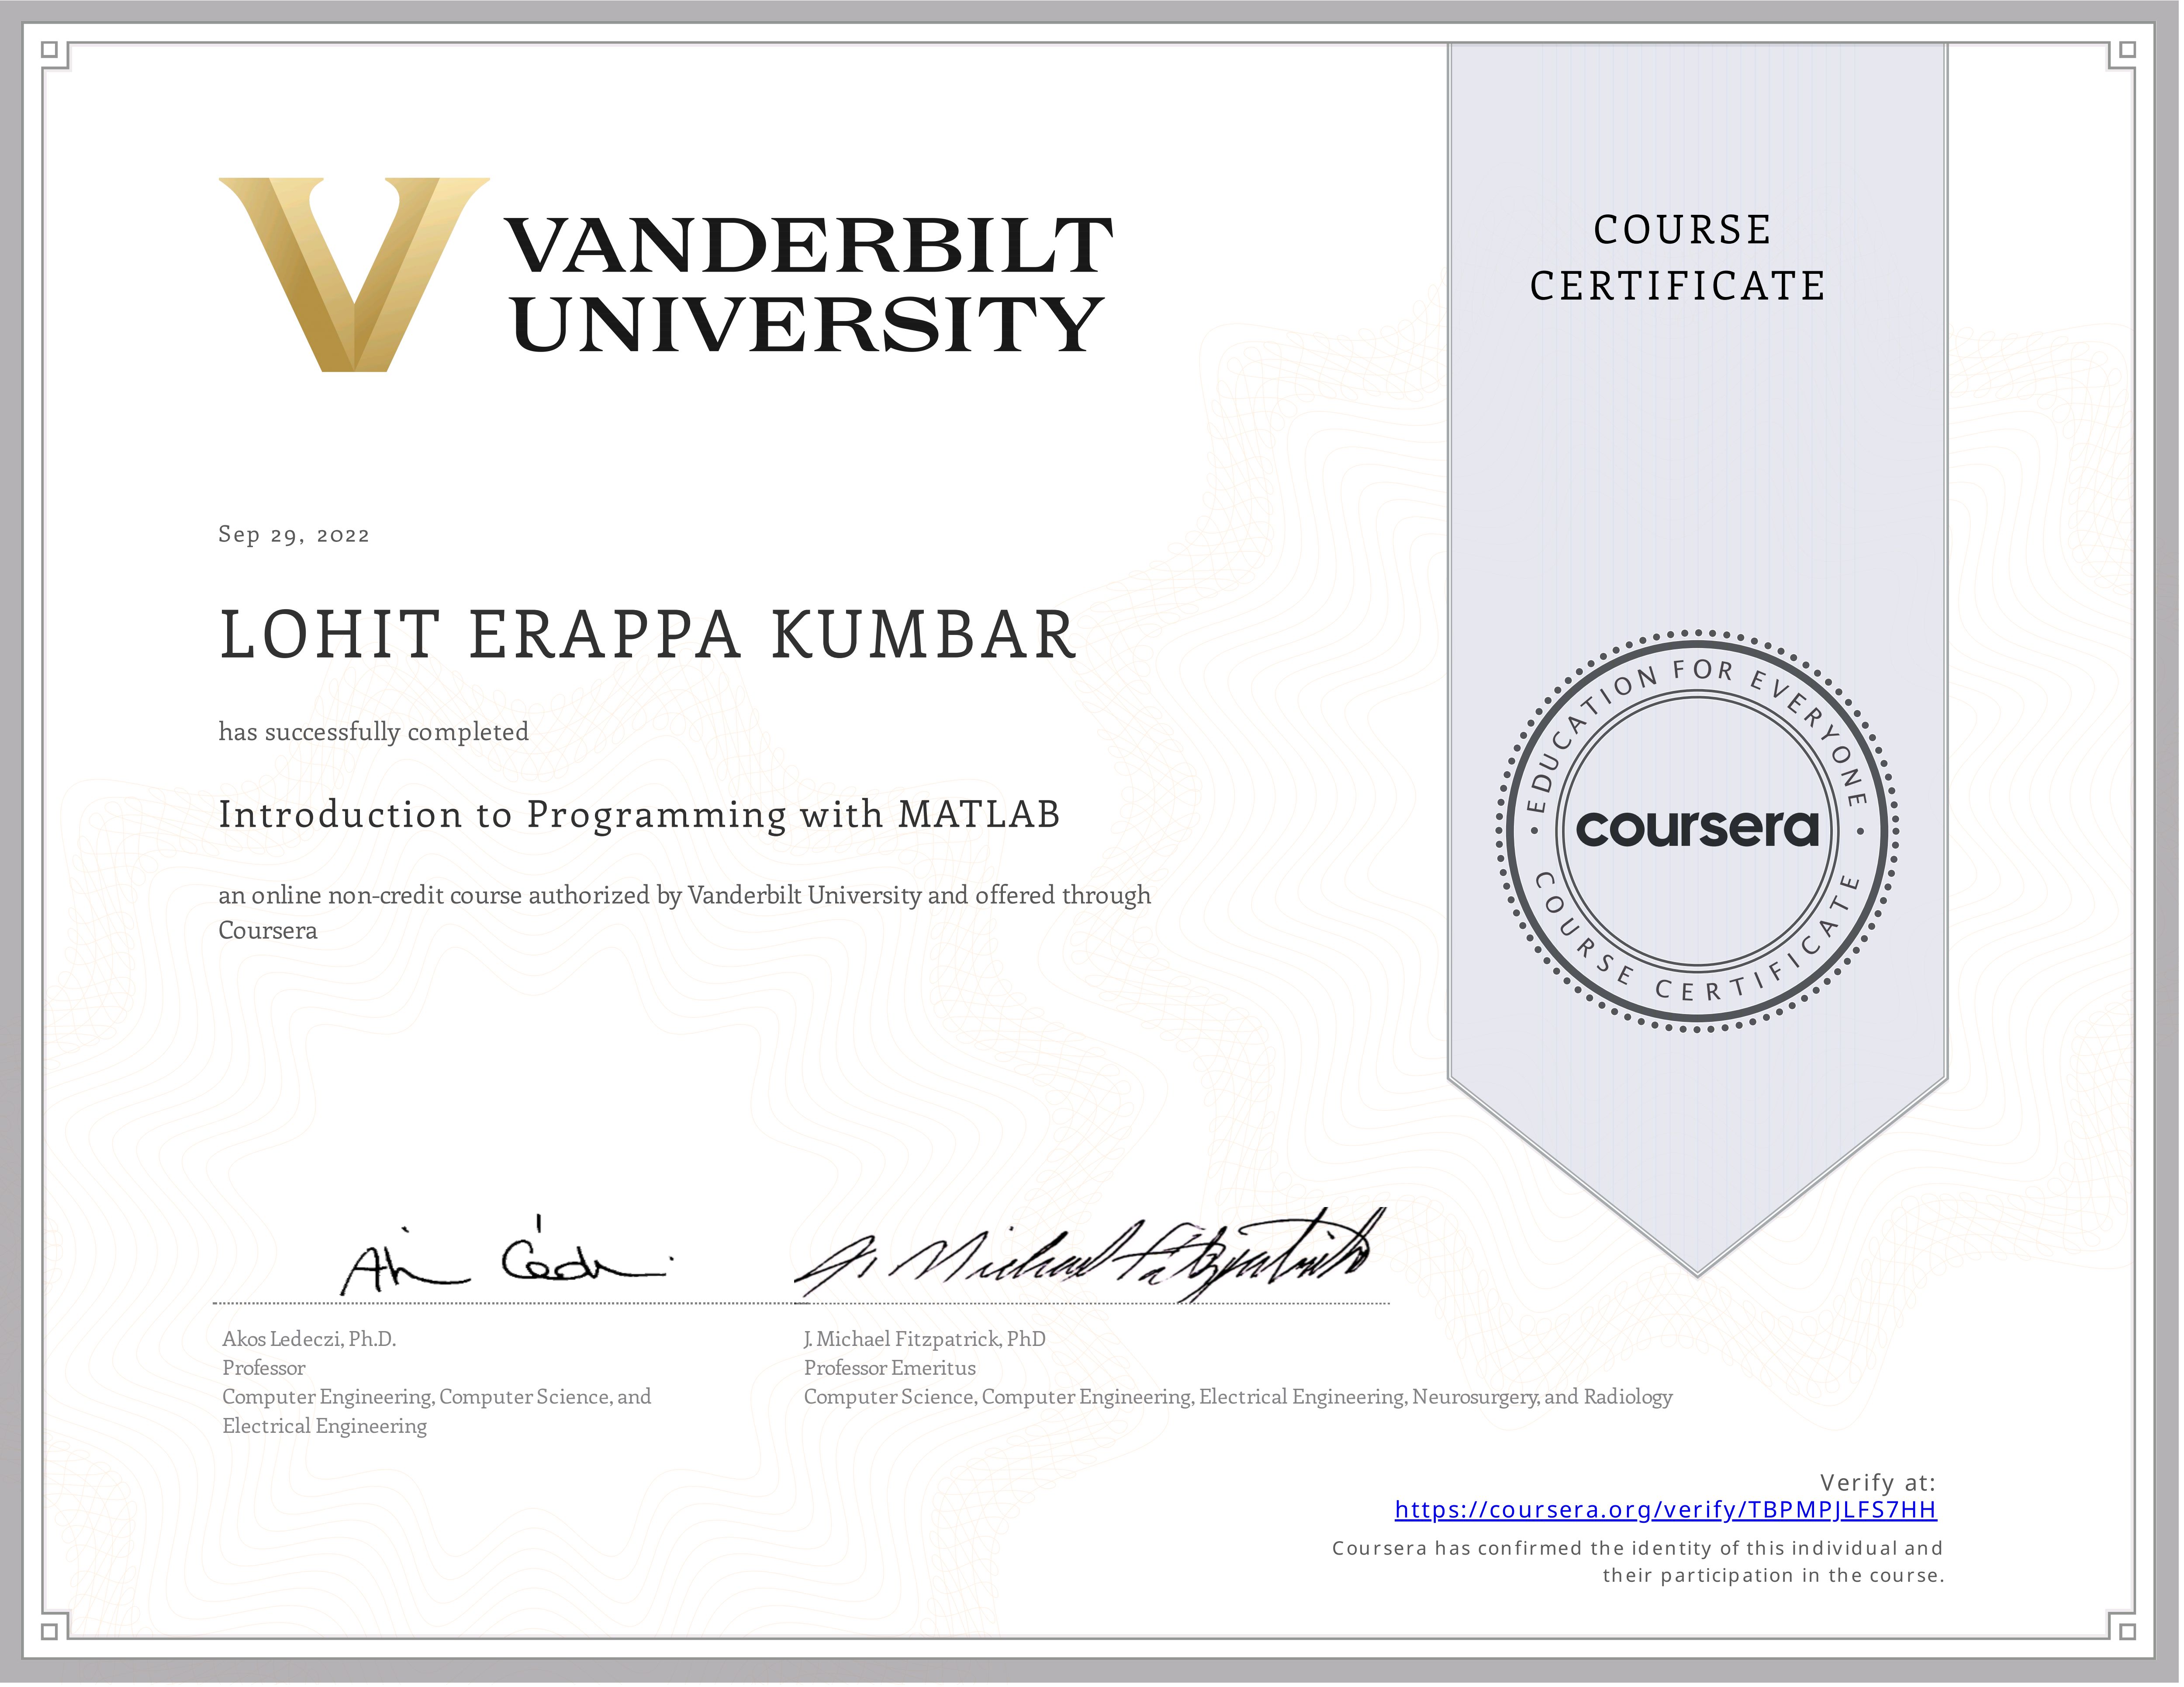 VANDERBILT
UNIVERSITY
COURSE
CERTIFICATE
Sep 29, 2022
LOHIT ERAPPA KUMBAR
has successfully completed
Introduction to Programming with MATLAB
an online non-credit course authorized by Vanderbilt University and offered through
Coursera
EDUCATION FOR EVERYONE
coursera
COURSE CERTIFICATE
J. Michael Fitzpatrick
Akos Ledeczi, Ph.D.
Professor
Computer Engineering, Computer Science, and
Electrical Engineering
J. Michael Fitzpatrick, PhD
Professor Emeritus
Computer Science, Computer Engineering, Electrical Engineering, Neurosurgery, and Radiology
Verify at:
https://coursera.org/verify/TBPMPJLFS7HH
Coursera has confirmed the identity of this individual and
their participation in the course.